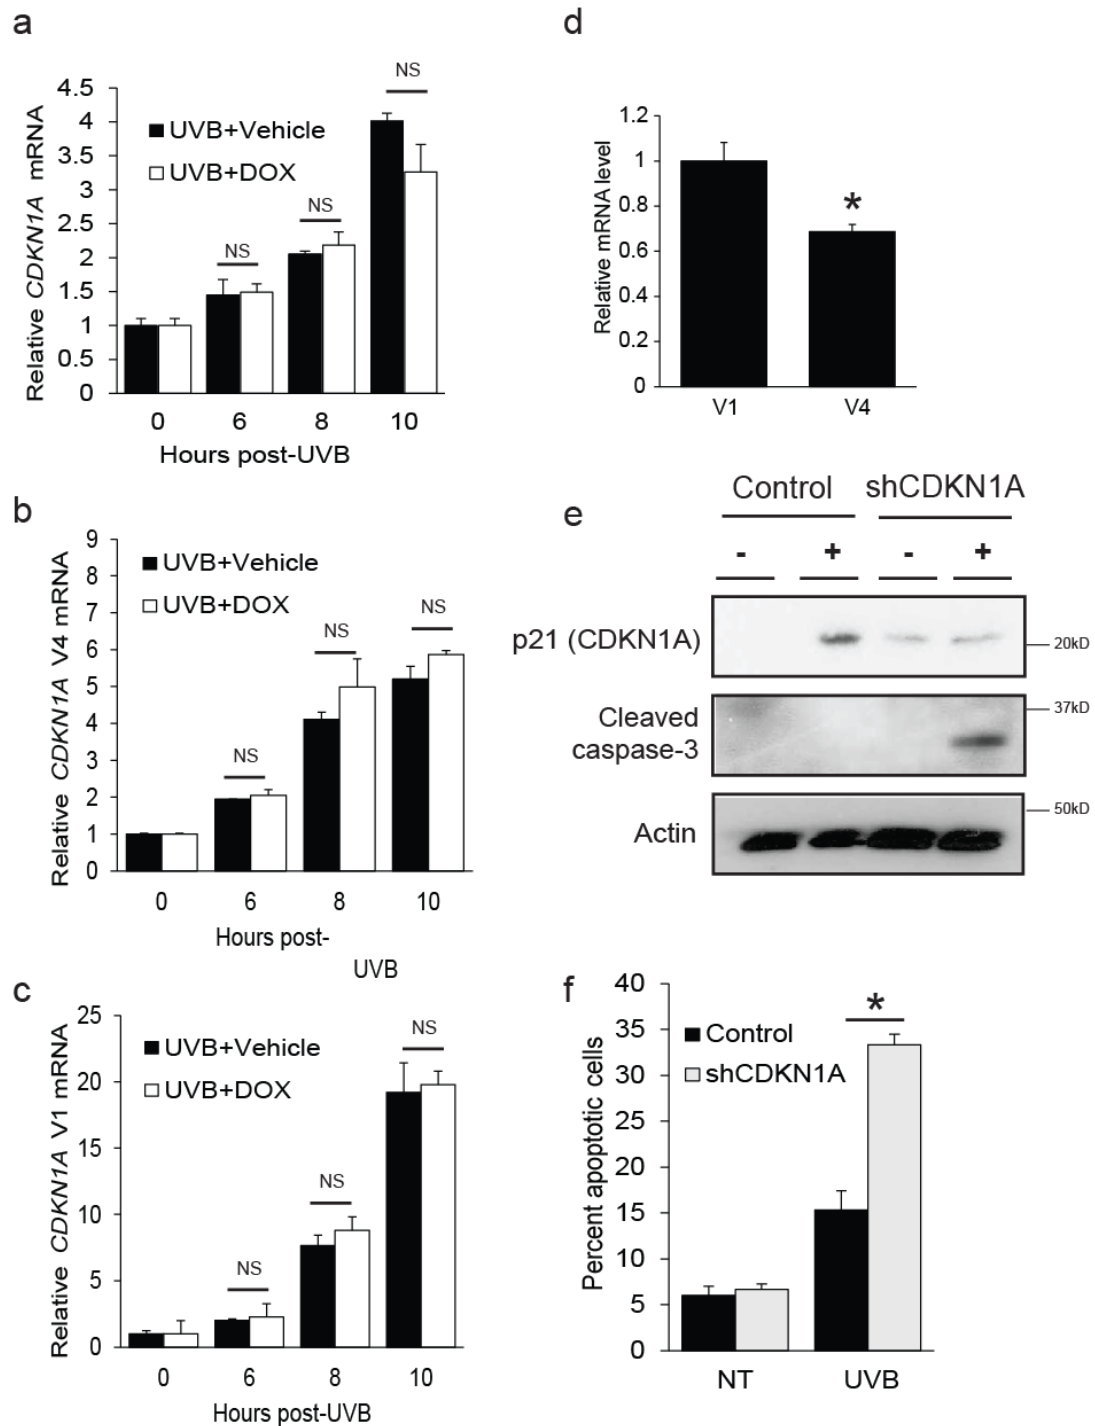 a
Relative CDKN1A mRNA
4.5
4
3.5
3
2.5
2
1.5
1
0.5
0
UVB+Vehicle
UVB+DOX
NS
NS
NS
0 6 8 10
Hours post-UVB
b
Relative CDKN1A V4 mRNA
9
8
7
6
5
4
3
2
1
0
UVB+Vehicle
UVB+DOX
NS
NS
NS
0 6 8 10
Hours post-
UVB
c
Relative CDKN1A V1 mRNA
25
20
15
10
5
0
UVB+Vehicle
UVB+DOX
NS
NS
NS
0 6 8 10
Hours post-UVB
d
Relative mRNA level
1.2
1
0.8
0.6
0.4
0.2
0
*
V1 V4
e
Control shCDKN1A
- + - +
p21 (CDKN1A)
20kD
Cleaved
caspase-3
37kD
Actin
50kD
f
Percent apoptotic cells
40
35
30
25
20
15
10
5
0
Control
shCDKN1A
*
NT UVB